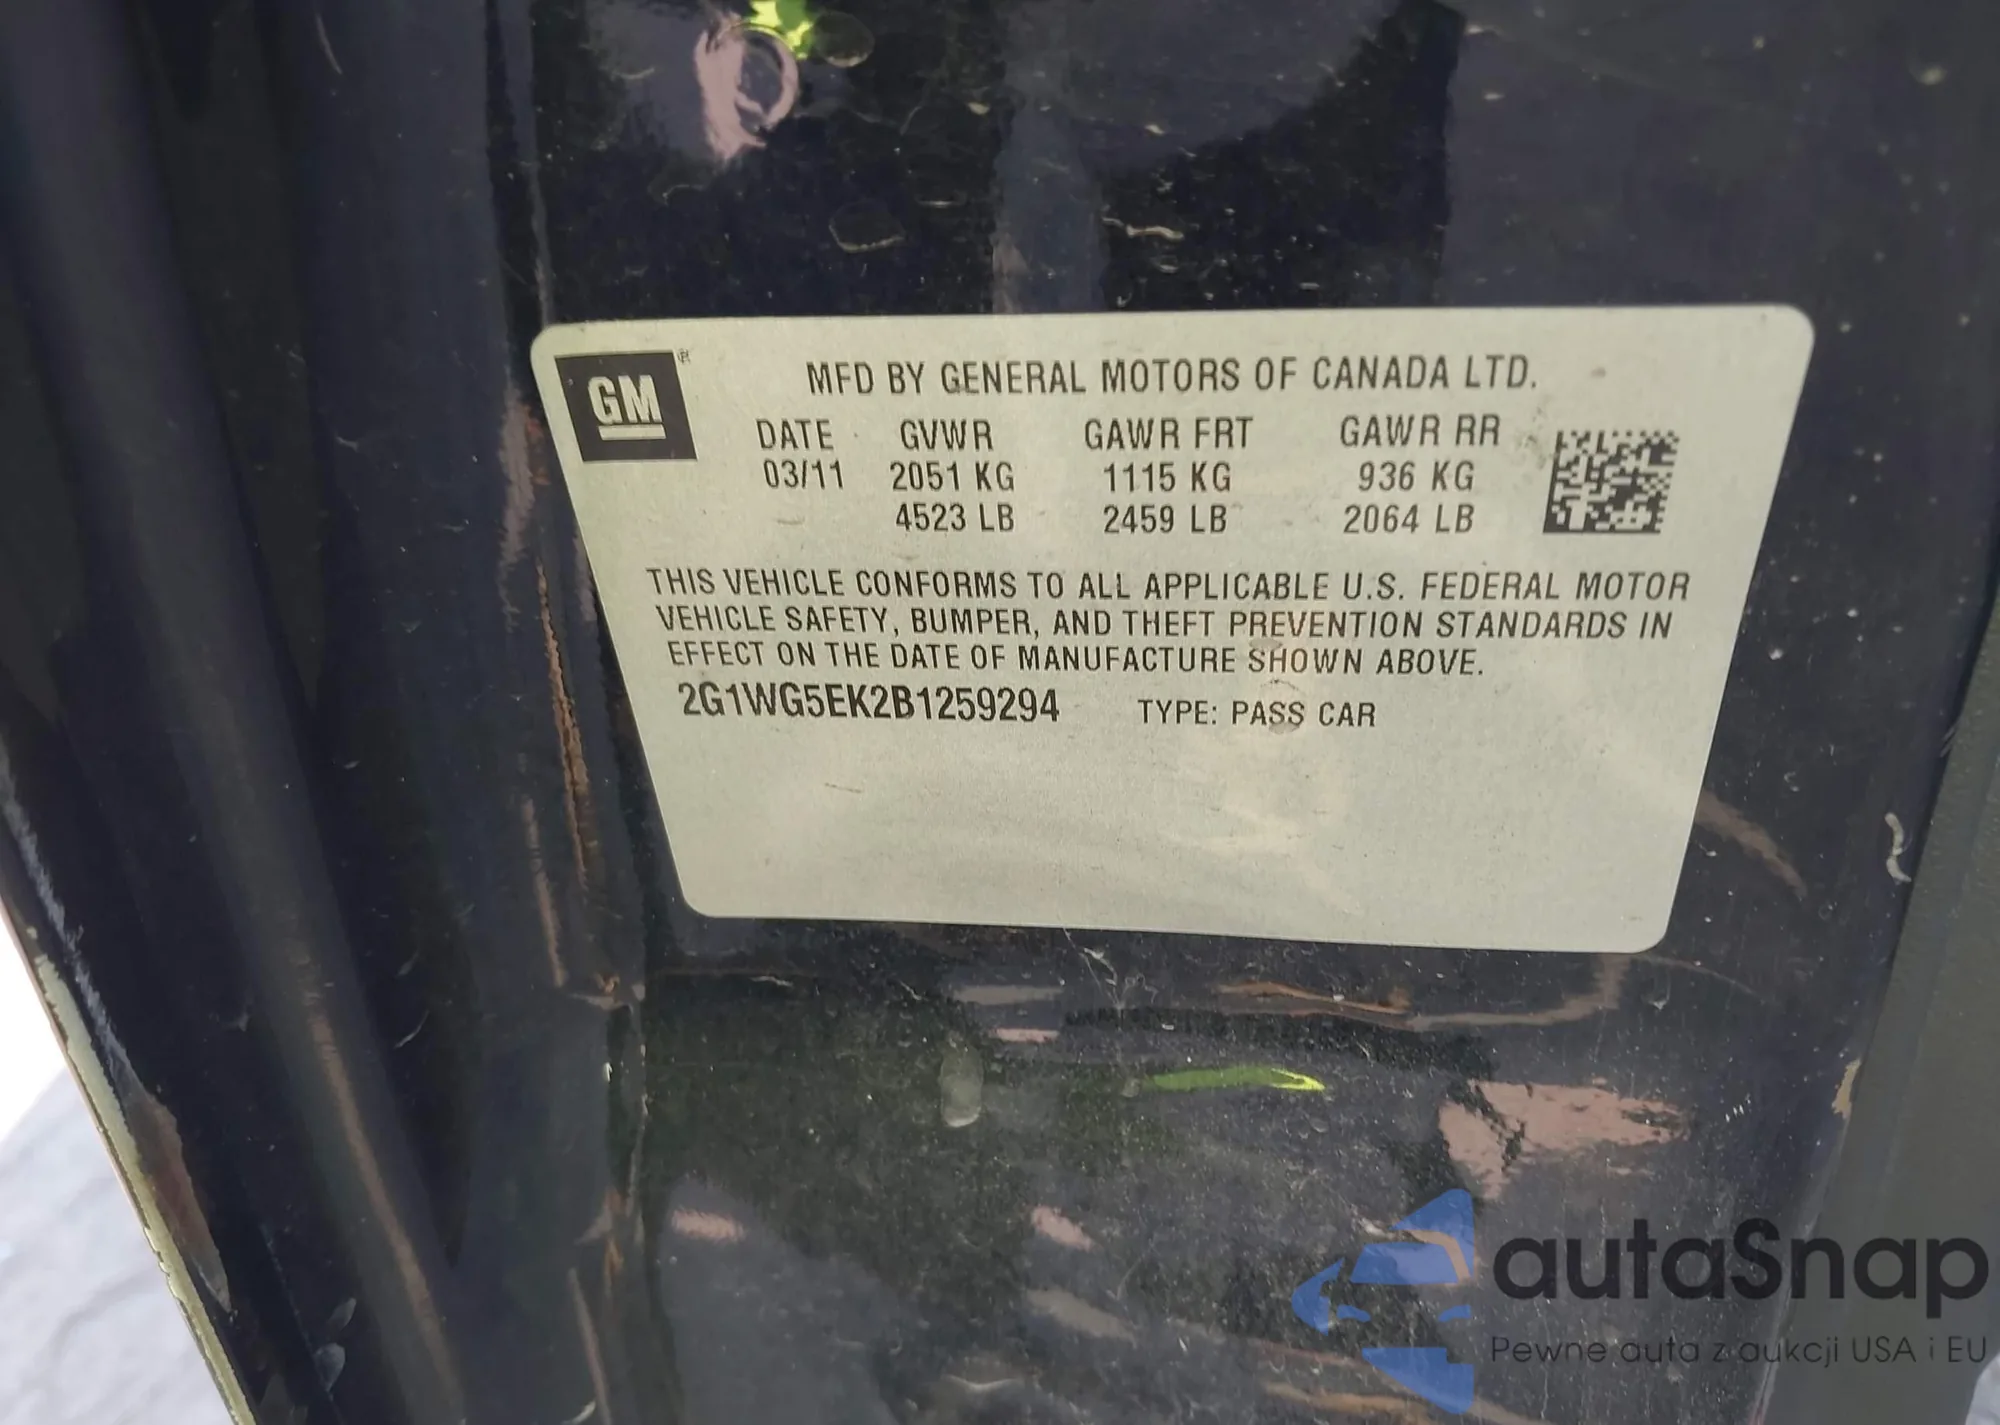 GM
MFD BY GENERAL MOTORS OF CANADA LTD.
DATE GVWR GAWR FRT GAWR RR
03/11 2051 KG 1115 KG 936 KG
4523 LB 2459 LB 2064 LB
THIS VEHICLE CONFORMS TO ALL APPLICABLE U.S. FEDERAL MOTOR
VEHICLE SAFETY, BUMPER, AND THEFT PREVENTION STANDARDS IN
EFFECT ON THE DATE OF MANUFACTURE SHOWN ABOVE.
2G1WG5EK2B1259294 TYPE: PASS CAR
autaSnap
Pewne auta z aukcji USA i EU